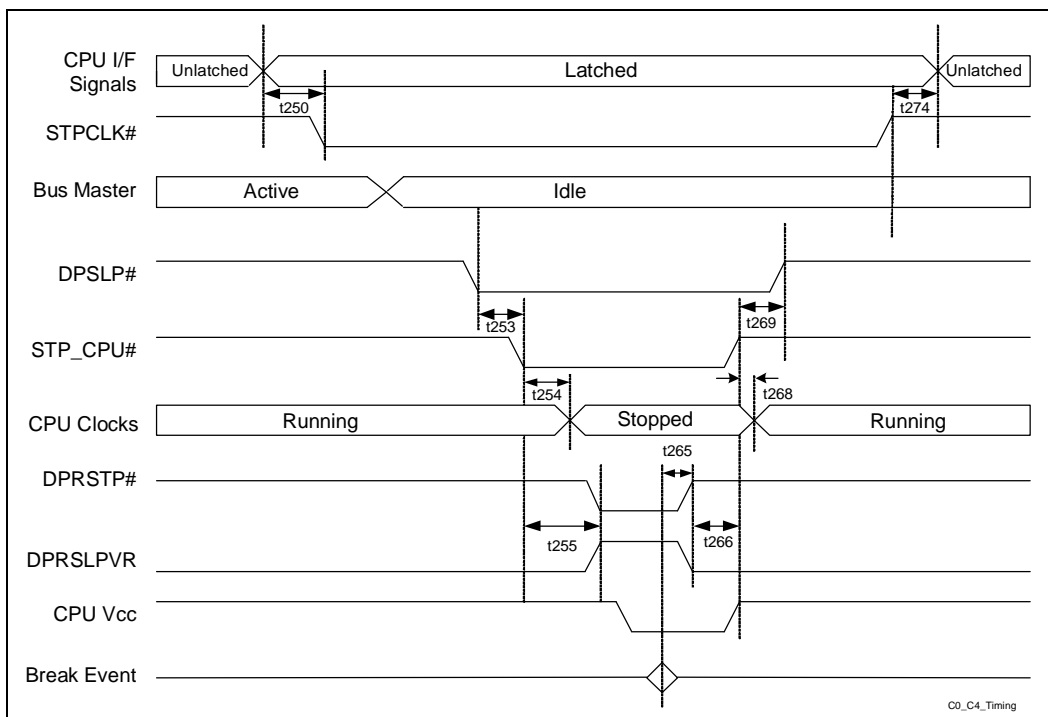 CPU I/F
Signals
Unlatched
Latched
Unlatched
t250
t274
STPCLK#
Bus Master
Active
Idle
DPSLP#
t253
t269
STP_CPU#
t254
t268
CPU Clocks
Running
Stopped
Running
t265
DPRSTP#
t255
t266
DPRSLPVR
CPU Vcc
Break Event
C0_C4_Timing